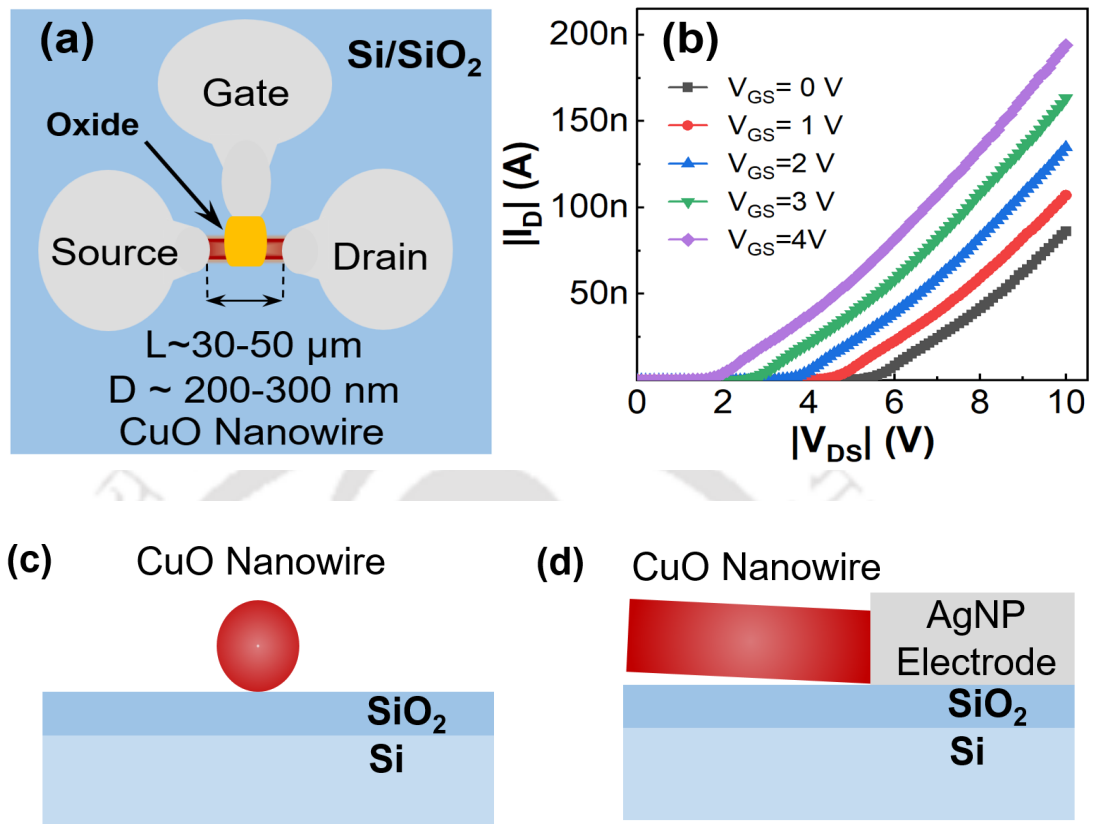 (a)
Si/SiO₂
Gate
Oxide
Source
Drain
L~30-50 µm
D ~ 200-300 nm
CuO Nanowire
(b)
200n
150n
100n
50n
|I_D| (A)
V_GS= 0 V
V_GS= 1 V
V_GS=2 V
V_GS=3 V
V_GS=4V
0 2 4 6 8 10
|V_DS| (V)
(c)
CuO Nanowire
SiO₂
Si
(d)
CuO Nanowire
AgNP
Electrode
SiO₂
Si